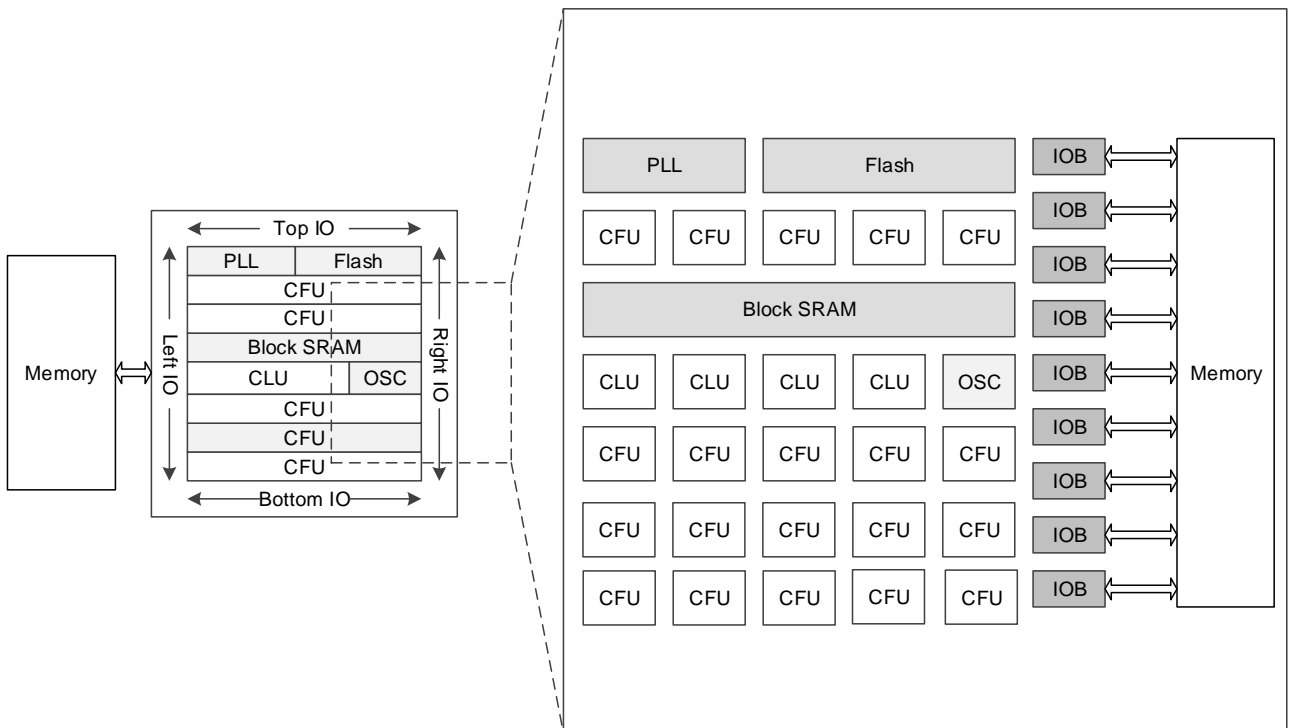 Memory
Top IO
Left IO
PLL Flash
CFU
CFU
Block SRAM
CLU OSC
CFU
CFU
CFU
Right IO
Bottom IO
PLL Flash IOB
IOB
CFU CFU CFU CFU CFU
IOB
Block SRAM IOB
CLU CLU CLU CLU OSC IOB Memory
IOB
CFU CFU CFU CFU CFU
IOB
CFU CFU CFU CFU CFU IOB
CFU CFU CFU CFU CFU IOB